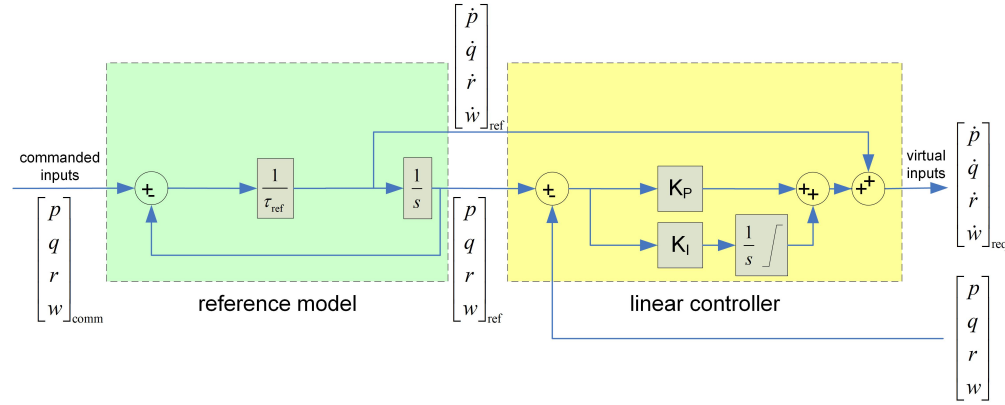 ṗ
q̇
ṙ
ẇ
ref
commanded
inputs
+
-
1
τref
1
s
+
-
KP
KI
1
s
+
+
+
+
virtual
inputs
ṗ
q̇
ṙ
ẇ
req
p
q
r
w
comm
reference model
p
q
r
w
ref
linear controller
p
q
r
w